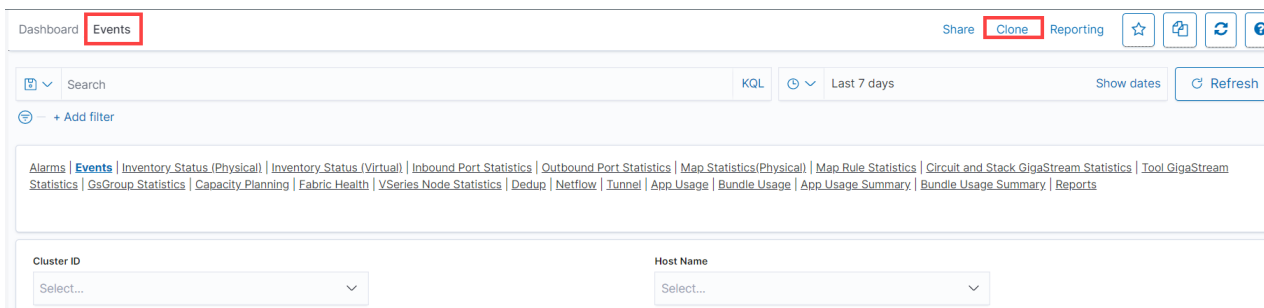 Dashboard Events Share Clone Reporting
Search KQL Last 7 days Show dates Refresh
+ Add filter
Alarms | Events | Inventory Status (Physical) | Inventory Status (Virtual) | Inbound Port Statistics | Outbound Port Statistics | Map Statistics(Physical) | Map Rule Statistics | Circuit and Stack GigaStream Statistics | Tool GigaStream
Statistics | GsGroup Statistics | Capacity Planning | Fabric Health | VSeries Node Statistics | Dedup | Netflow | Tunnel | App Usage | Bundle Usage | App Usage Summary | Bundle Usage Summary | Reports
Cluster ID Host Name
Select... Select...